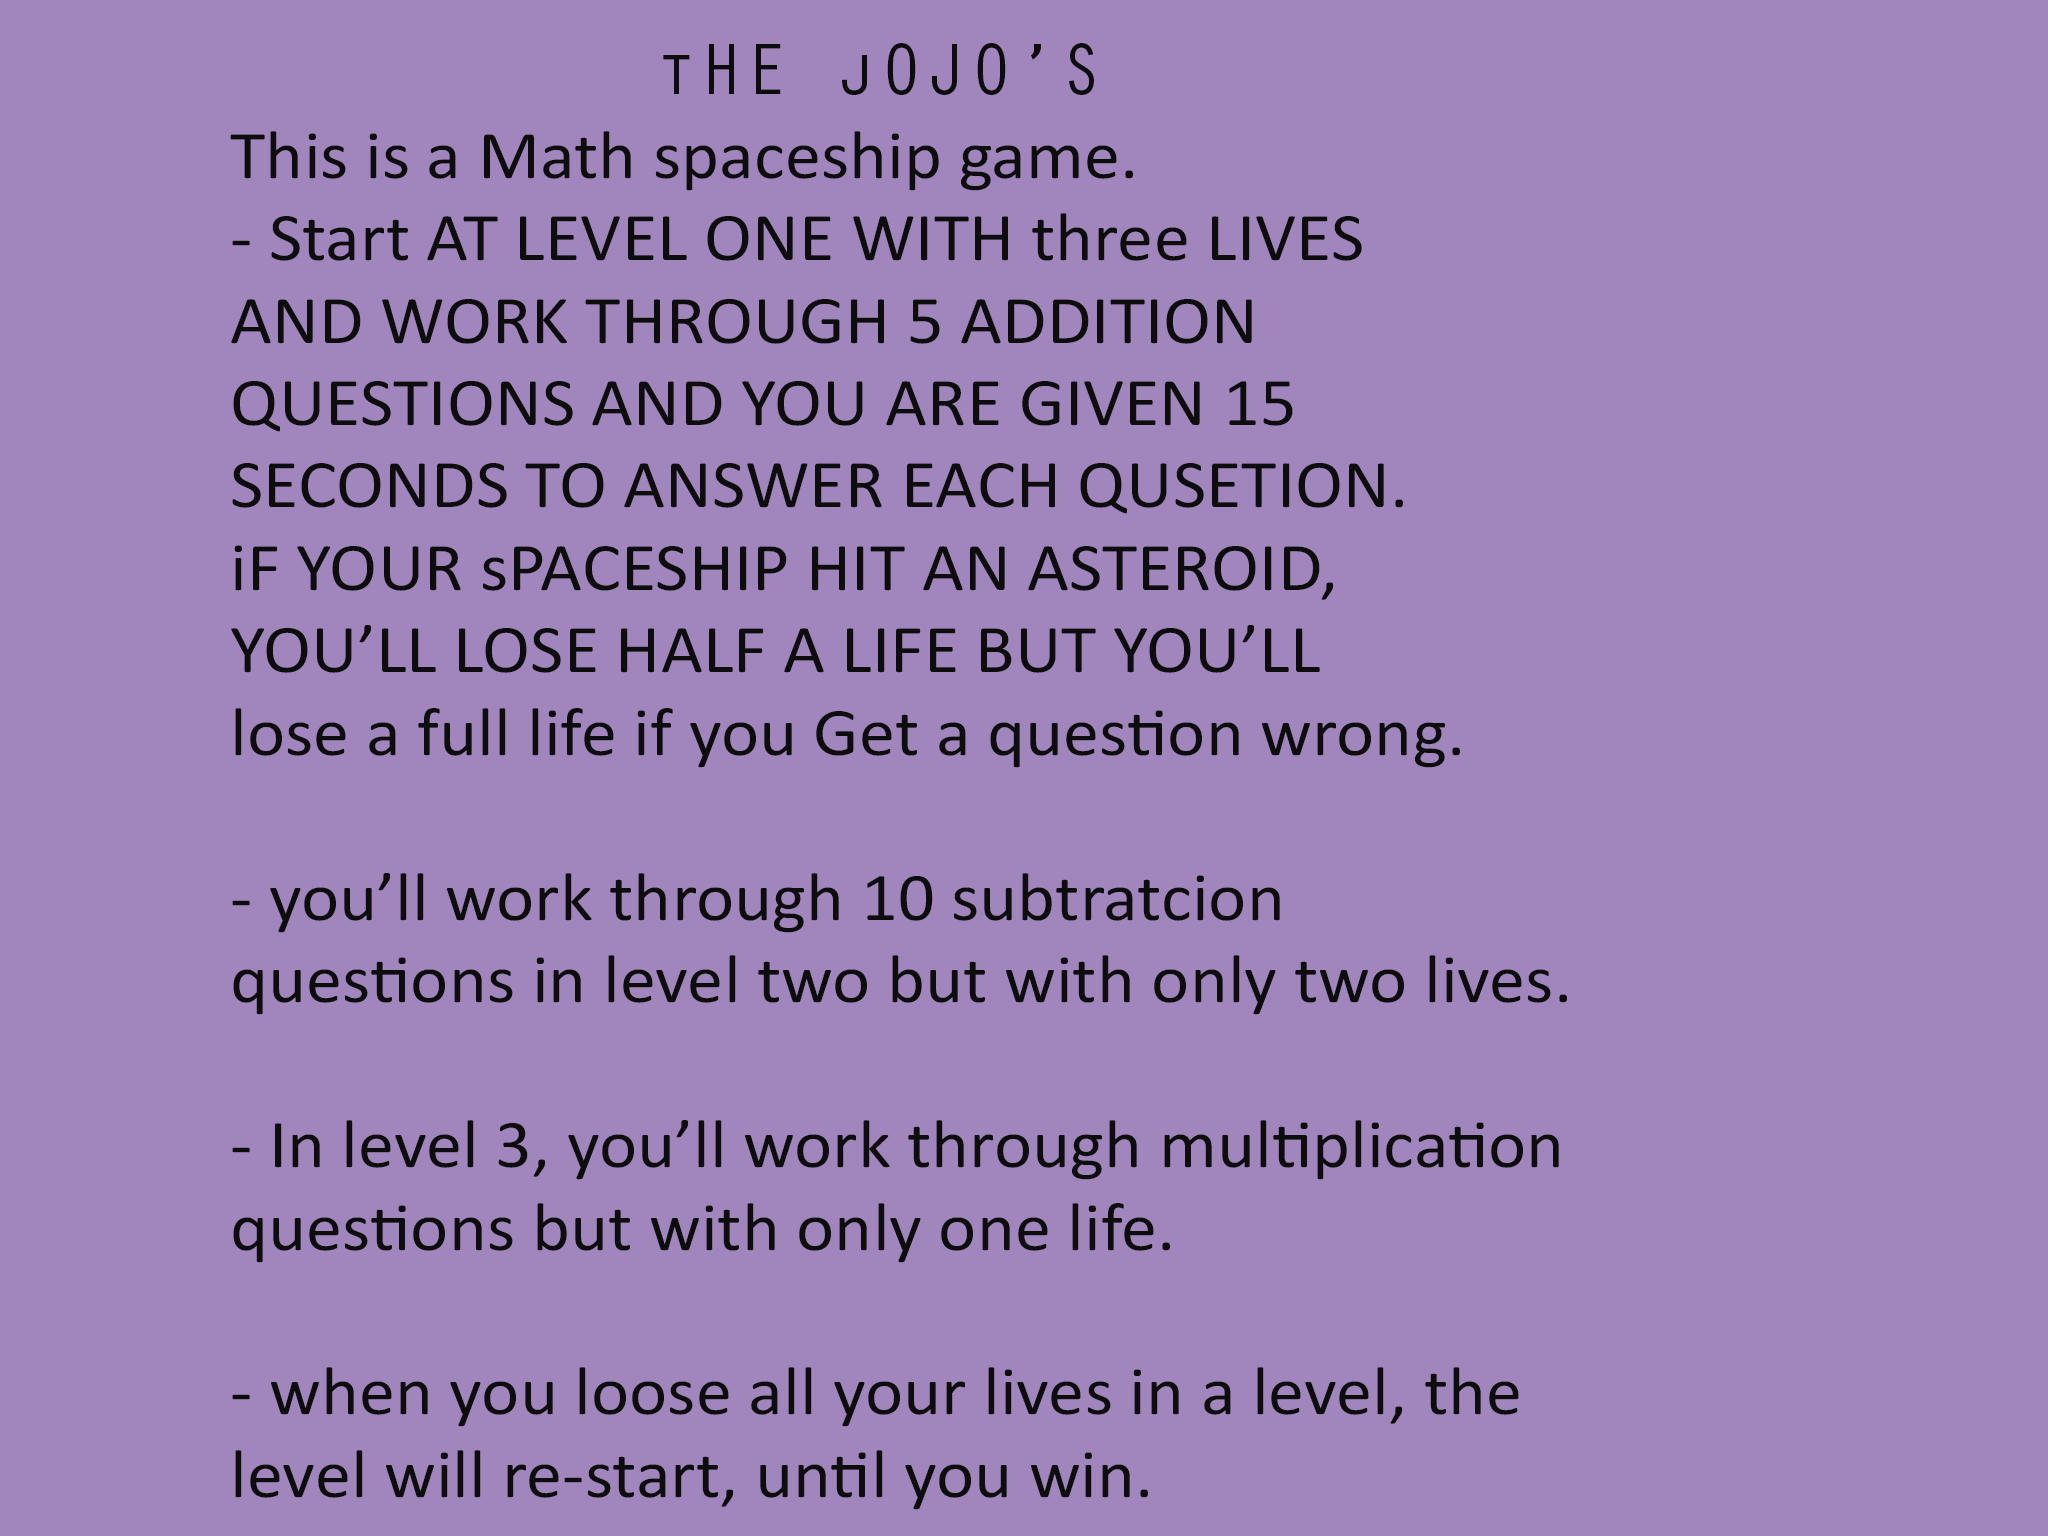 THE JOJO’S
This is a Math spaceship game.
- Start AT LEVEL ONE WITH three LIVES
AND WORK THROUGH 5 ADDITION
QUESTIONS AND YOU ARE GIVEN 15
SECONDS TO ANSWER EACH QUSETION.
iF YOUR sPACESHIP HIT AN ASTEROID,
YOU’LL LOSE HALF A LIFE BUT YOU’LL
lose a full life if you Get a question wrong.
- you’ll work through 10 subtratcion
questions in level two but with only two lives.
- In level 3, you’ll work through multiplication
questions but with only one life.
- when you loose all your lives in a level, the
level will re-start, until you win.